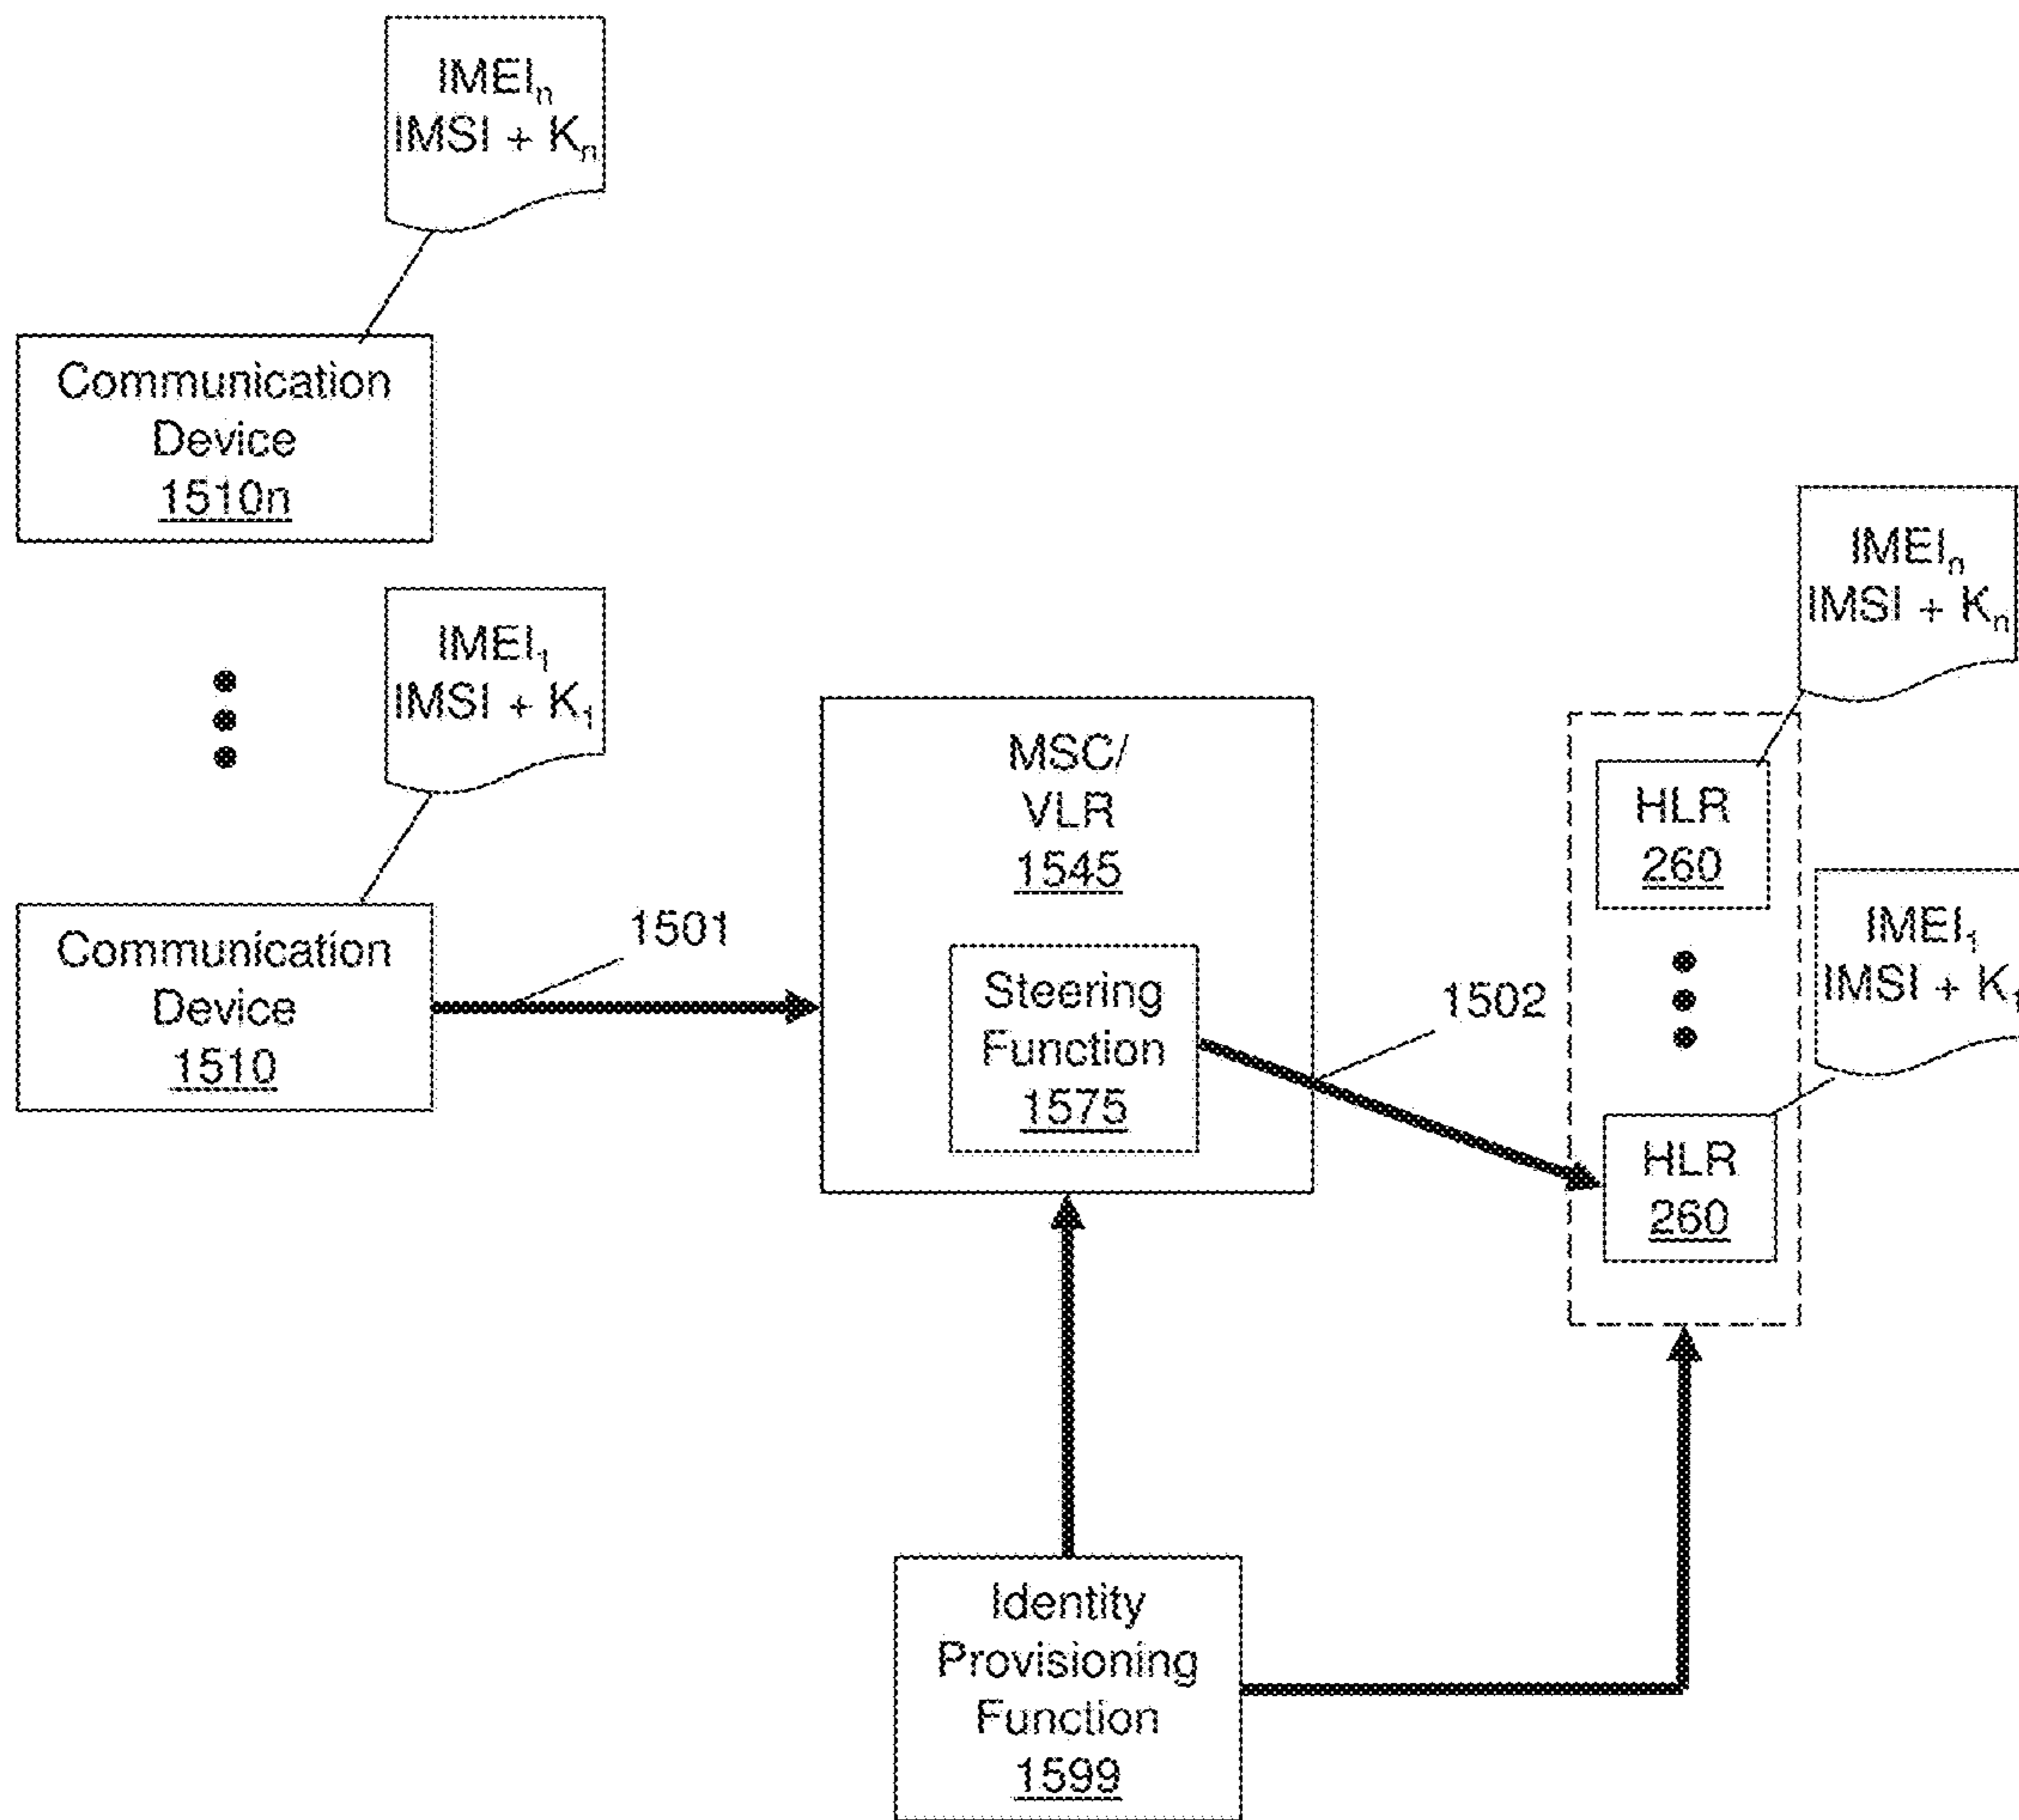 IMEIₙ
IMSI + Kₙ
Communication
Device
1510n
IMEI₁
IMSI + K₁
Communication
Device
1510
1501
MSC/
VLR
1545
Steering
Function
1575
1502
IMEIₙ
IMSI + Kₙ
HLR
260
IMEI₁
IMSI + K₁
HLR
260
Identity
Provisioning
Function
1599